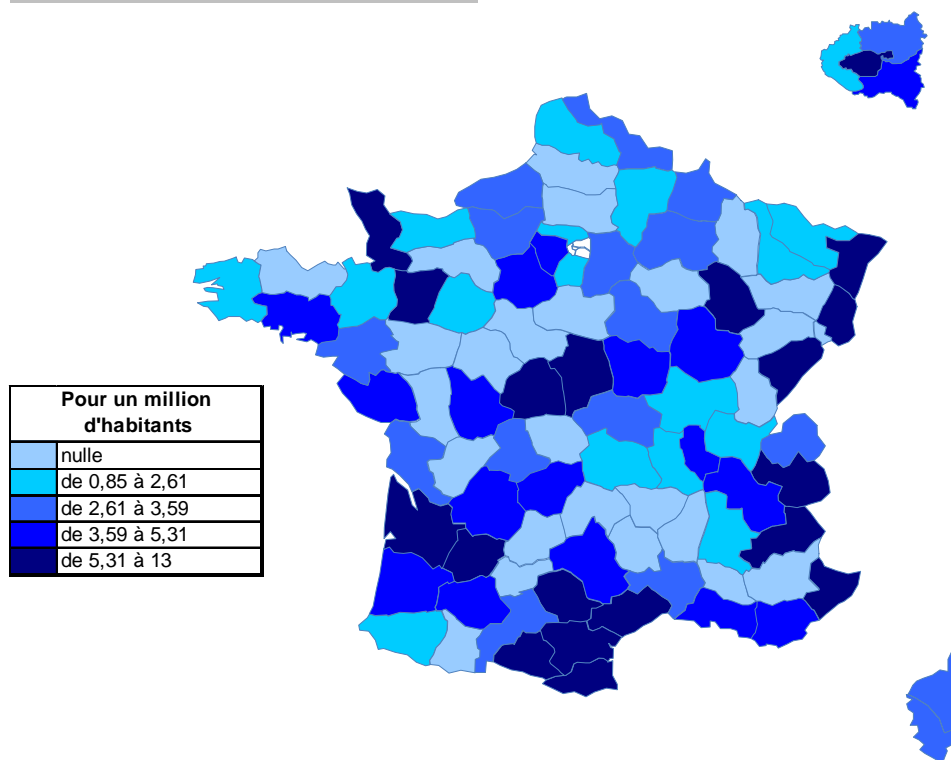 Pour un million
d'habitants
nulle
de 0,85 à 2,61
de 2,61 à 3,59
de 3,59 à 5,31
de 5,31 à 13